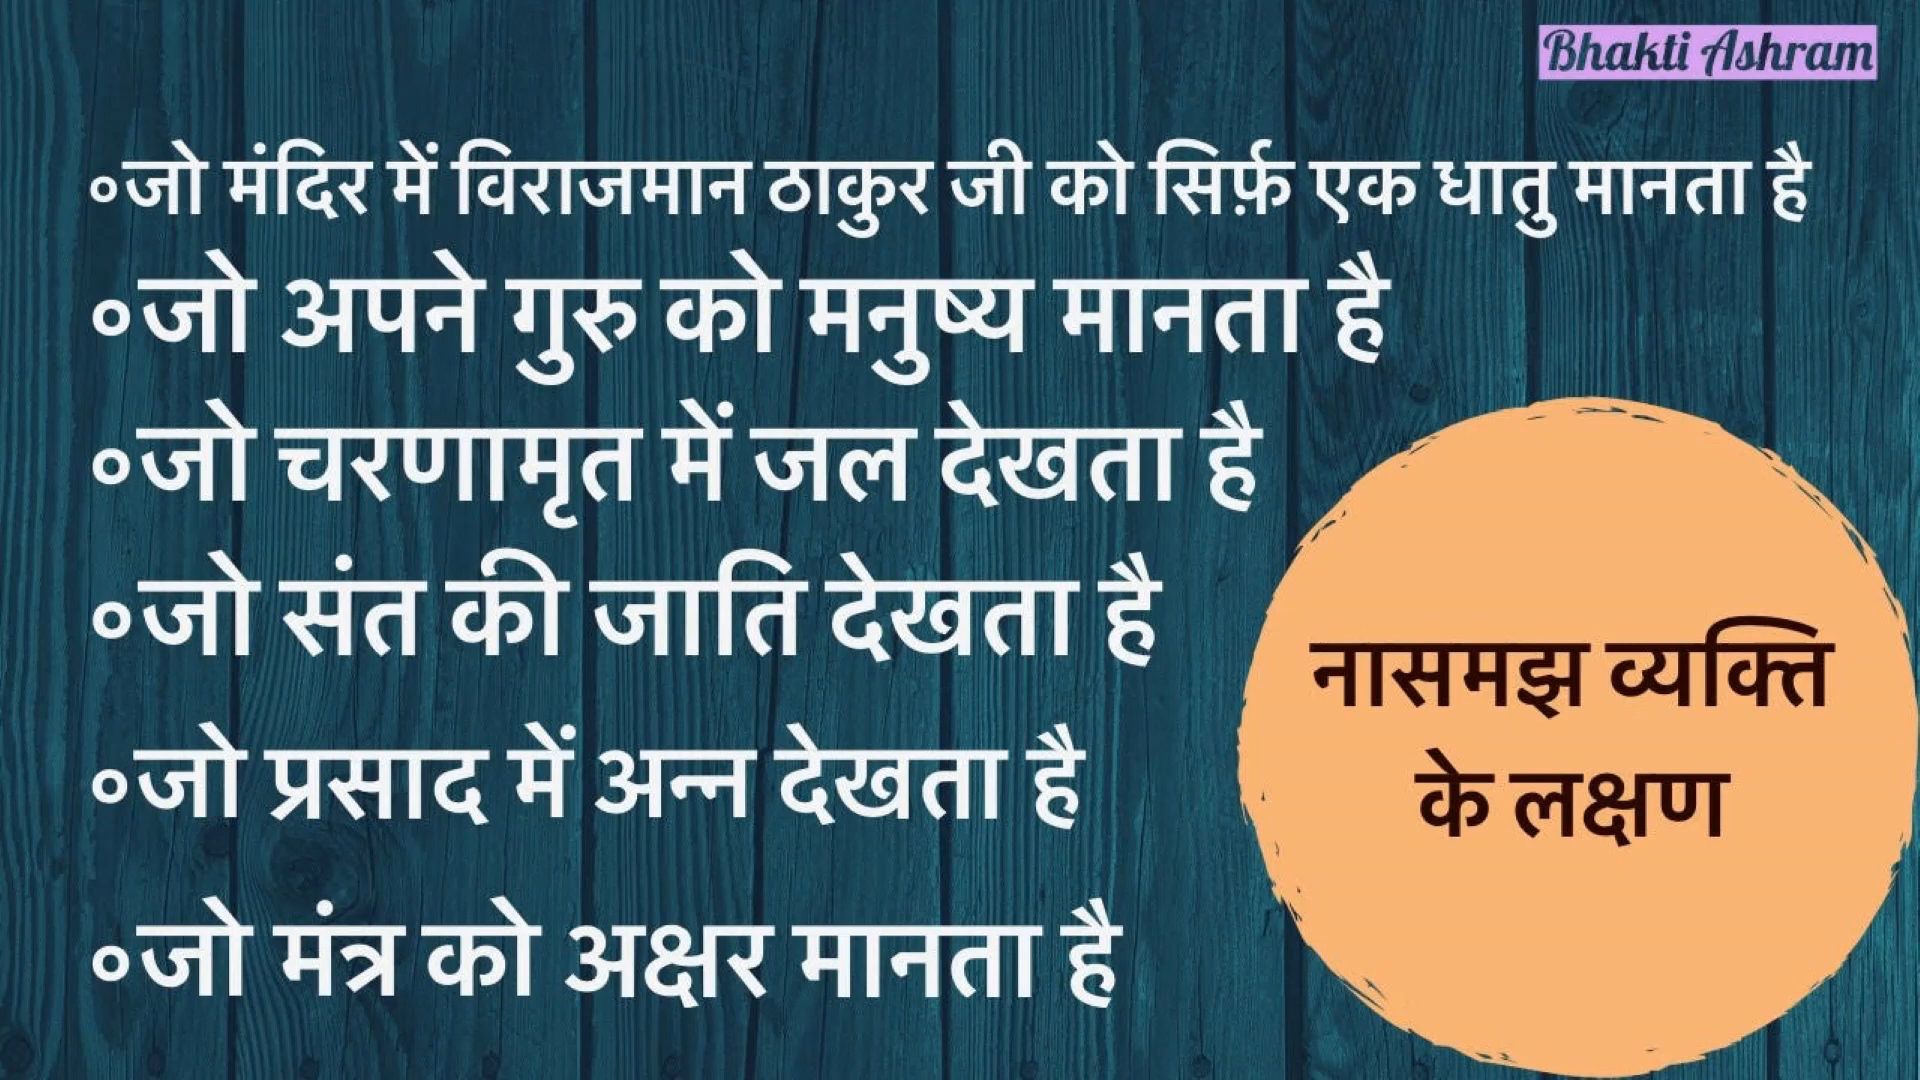 Bhakti Ashram
•जो मंदिर में विराजमान ठाकुर जी को सिर्फ़ एक धातु मानता है
•जो अपने गुरु को मनुष्य मानता है
•जो चरणामृत में जल देखता है
•जो संत की जाति देखता है
•जो प्रसाद में अन्न देखता है
•जो मंत्र को अक्षर मानता है
नासमझ व्यक्ति
के लक्षण